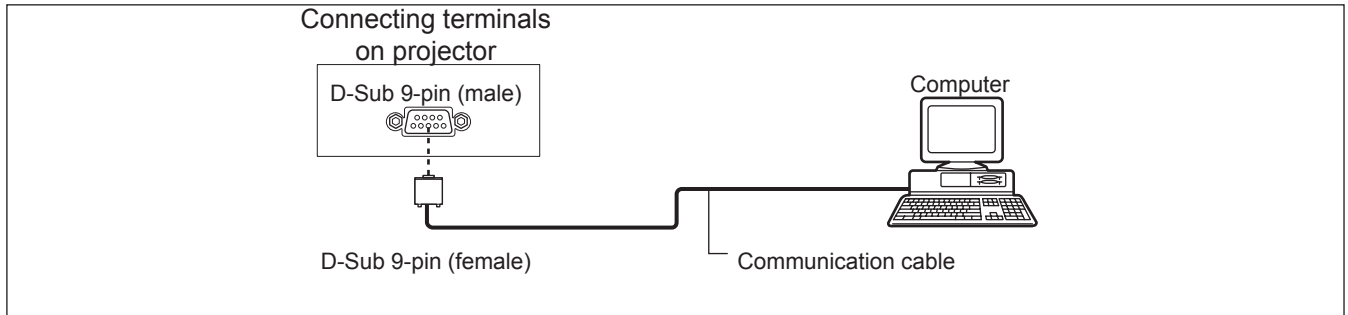 Connecting terminals
on projector
D-Sub 9-pin (male)
Computer
D-Sub 9-pin (female)
Communication cable